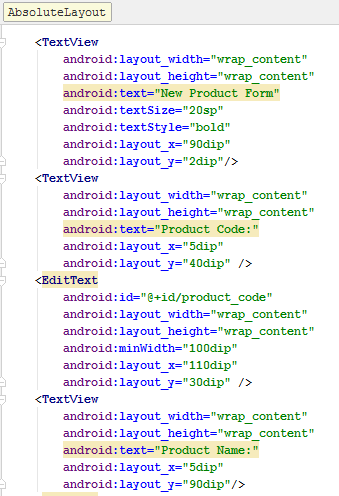 AbsoluteLayout
<TextView
android:layout_width="wrap_content"
android:layout_height="wrap_content"
android:text="New Product Form"
android:textSize="20sp"
android:textStyle="bold"
android:layout_x="90dip"
android:layout_y="2dip"/>
<TextView
android:layout_width="wrap_content"
android:layout_height="wrap_content"
android:text="Product Code:"
android:layout_x="5dip"
android:layout_y="40dip" />
<EditText
android:id="@+id/product_code"
android:layout_width="wrap_content"
android:layout_height="wrap_content"
android:minWidth="100dip"
android:layout_x="110dip"
android:layout_y="30dip" />
<TextView
android:layout_width="wrap_content"
android:layout_height="wrap_content"
android:text="Product Name:"
android:layout_x="5dip"
android:layout_y="90dip"/>